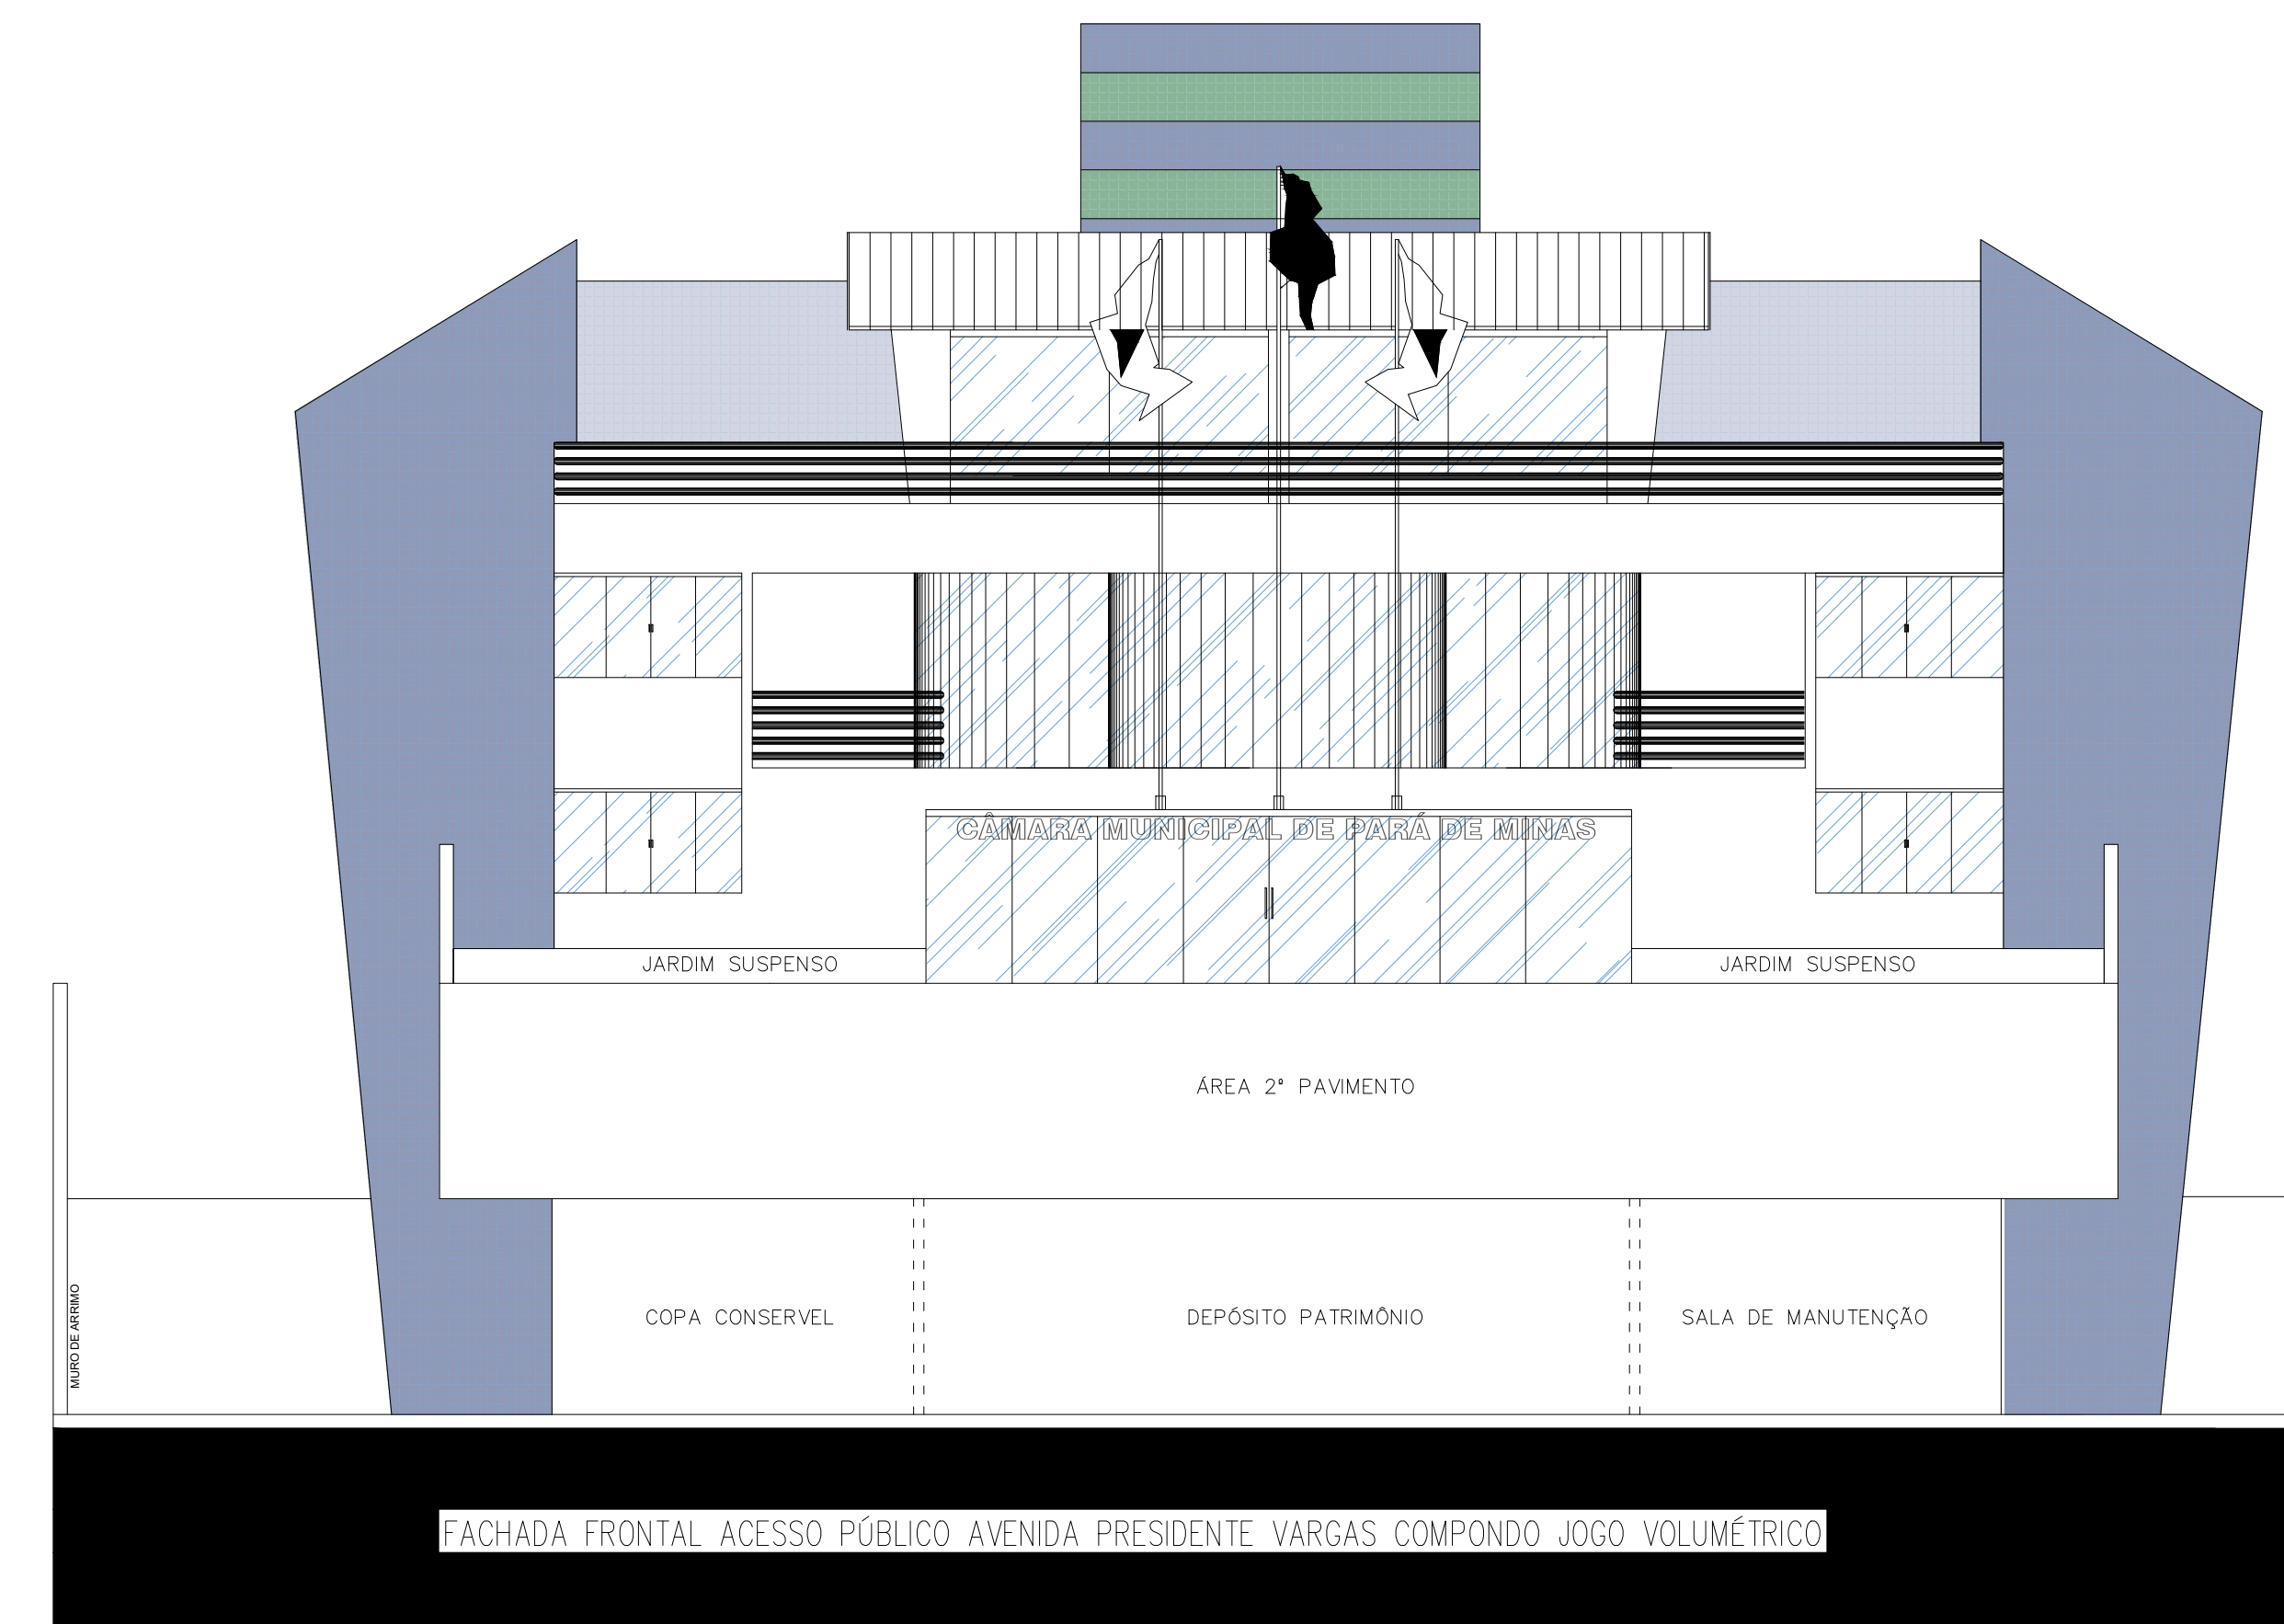 CÂMARA MUNICIPAL DE PARÁ DE MINAS
JARDIM SUSPENSO
JARDIM SUSPENSO
ÁREA 2º PAVIMENTO
MURO DE ARRIMO
COPA CONSERVEL
DEPÓSITO PATRIMÔNIO
SALA DE MANUTENÇÃO
FACHADA FRONTAL ACESSO PÚBLICO AVENIDA PRESIDENTE VARGAS COMPONDO JOGO VOLUMÉTRICO